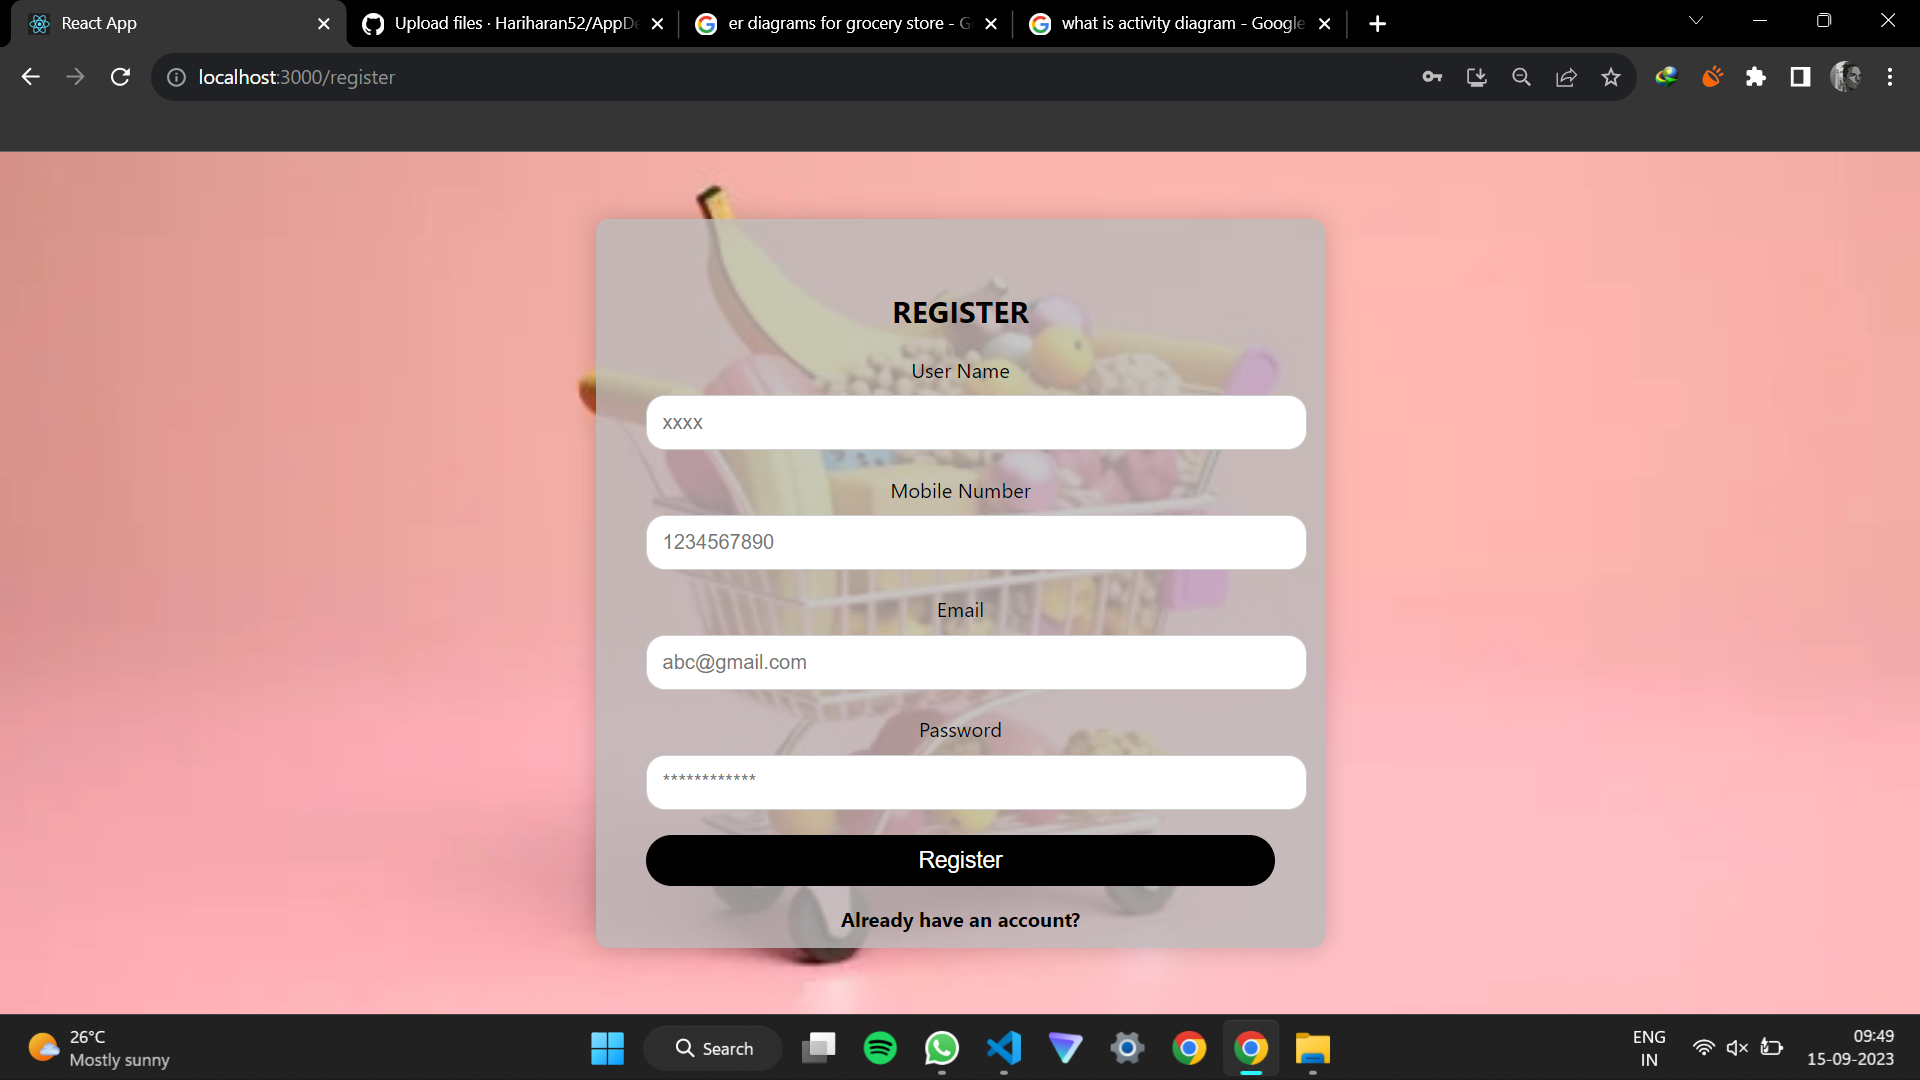 React App
Upload files · Hariharan52/AppDe
er diagrams for grocery store - G
what is activity diagram - Google
localhost:3000/register
REGISTER
User Name
xxxx
Mobile Number
1234567890
Email
abc@gmail.com
Password
************
Register
Already have an account?
26°C
Mostly sunny
Search
ENG
IN
09:49
15-09-2023